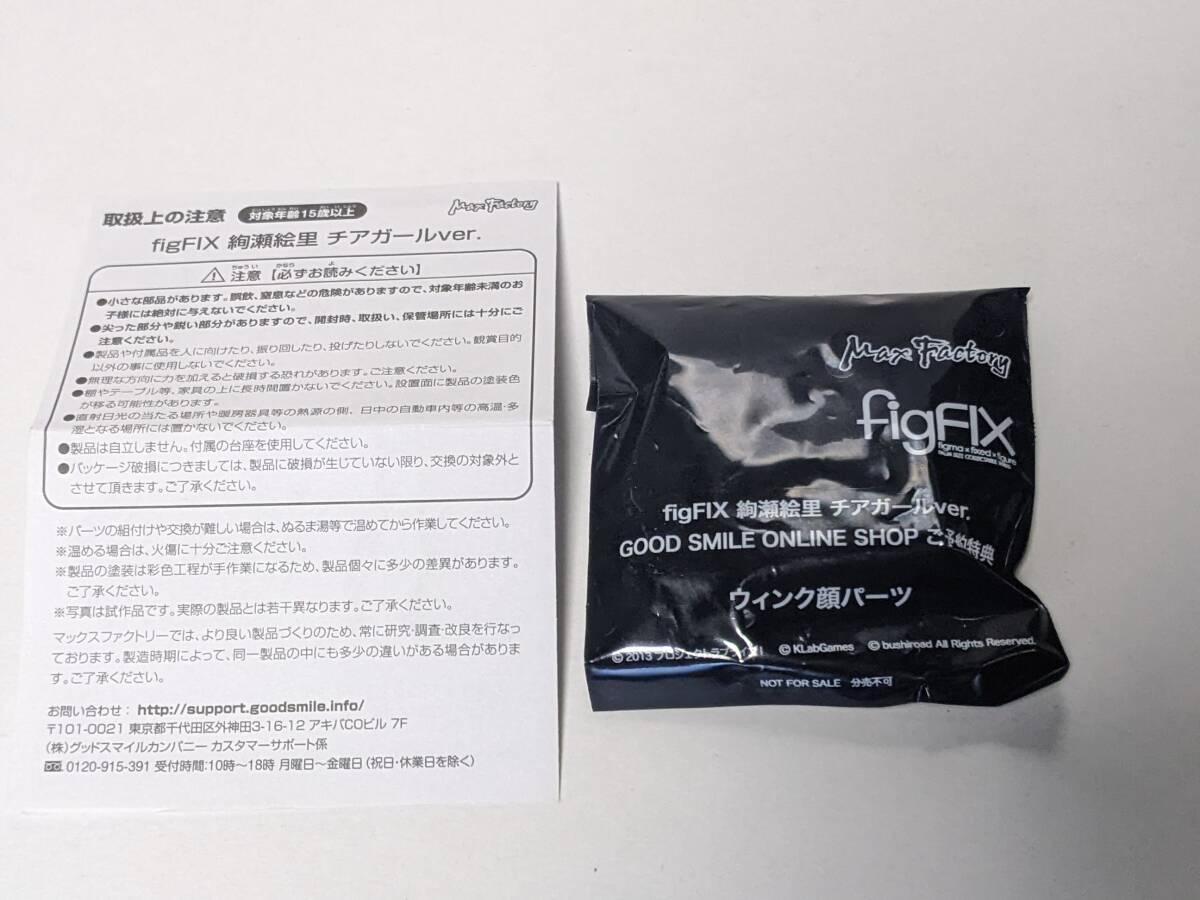 取扱上の注意 対象年齢15歳以上 Max Factory
figFIX 絢瀬絵里 チアガールver.
⚠ 注意【必ずお読みください】
●小さな部品があります。誤飲、窒息などの危険がありますので、対象年齢未満のお
子様には絶対に与えないでください。
●尖った部分や鋭い部分がありますので、開封時、取扱い、保管場所には十分にご
注意ください。
●製品や付属品を人に向けたり、振り回したり、投げたりしないでください。観賞目的
以外の事に使用しないでください。
●無理な方向に力を加えると破損する恐れがあります。ご注意ください。
●棚やテーブル等、家具の上に長時間置かないでください。設置面に製品の塗装色
が移る可能性があります。
●直射日光の当たる場所や暖房器具等の熱源の側、日中の自動車内等の高温・多
湿となる場所には置かないでください。
●製品は自立しません。付属の台座を使用してください。
●パッケージ破損につきましては、製品に破損が生じていない限り、交換の対象外と
させて頂きます。ご了承ください。
※パーツの組付けや交換が難しい場合は、ぬるま湯等で温めてから作業してください。
※温める場合は、火傷に十分ご注意ください。
※製品の塗装は彩色工程が手作業になるため、製品個々に多少の差異があります。
ご了承ください。
※写真は試作品です。実際の製品とは若干異なります。ご了承ください。
マックスファクトリーでは、より良い製品づくりのため、常に研究・調査・改良を行なっ
ております。製造時期によって、同一製品の中にも多少の違いがある場合がありま
す。ご了承ください。
お問い合わせ：http://support.goodsmile.info/
〒101-0021 東京都千代田区外神田3-16-12 アキバCOビル 7F
(株)グッドスマイルカンパニー カスタマーサポート係
0120-915-391 受付時間:10時～18時 月曜日～金曜日(祝日・休業日を除く)
Max Factory
figFIX
figma×fixed×figure
figFIX 絢瀬絵里 チアガールver.
GOOD SMILE ONLINE SHOP ご予約特典
ウィンク顔パーツ
©2013 プロジェクトラブライブ! ©KLabGames ©bushiroad All Rights Reserved.
NOT FOR SALE 分売不可